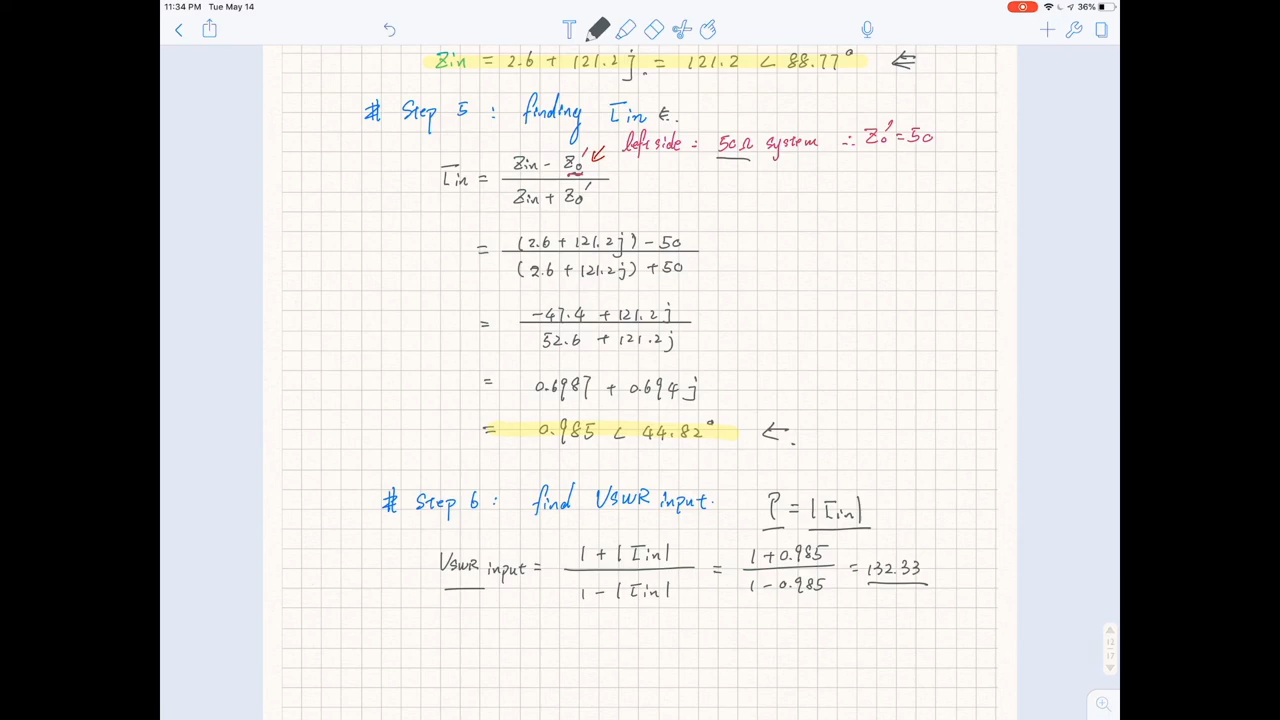 11:34 PM Tue May 14
36%
Zin = 2.6 + 121.2j = 121.2 < 88.77° ⇐
# Step 5 : finding Γin ←
left side : 50Ω system ∴ Z₀' = 50
Γin = (Zin - Z₀') / (Zin + Z₀')
= ((2.6 + 121.2j) - 50) / ((2.6 + 121.2j) + 50)
= (-47.4 + 121.2j) / (52.6 + 121.2j)
= 0.6987 + 0.694j
= 0.985 < 44.82° ←
# Step 6 : find VSWR input.
ρ = |Γin|
VSWR input = (1 + |Γin|) / (1 - |Γin|) = (1 + 0.985) / (1 - 0.985) = 132.33
12
17